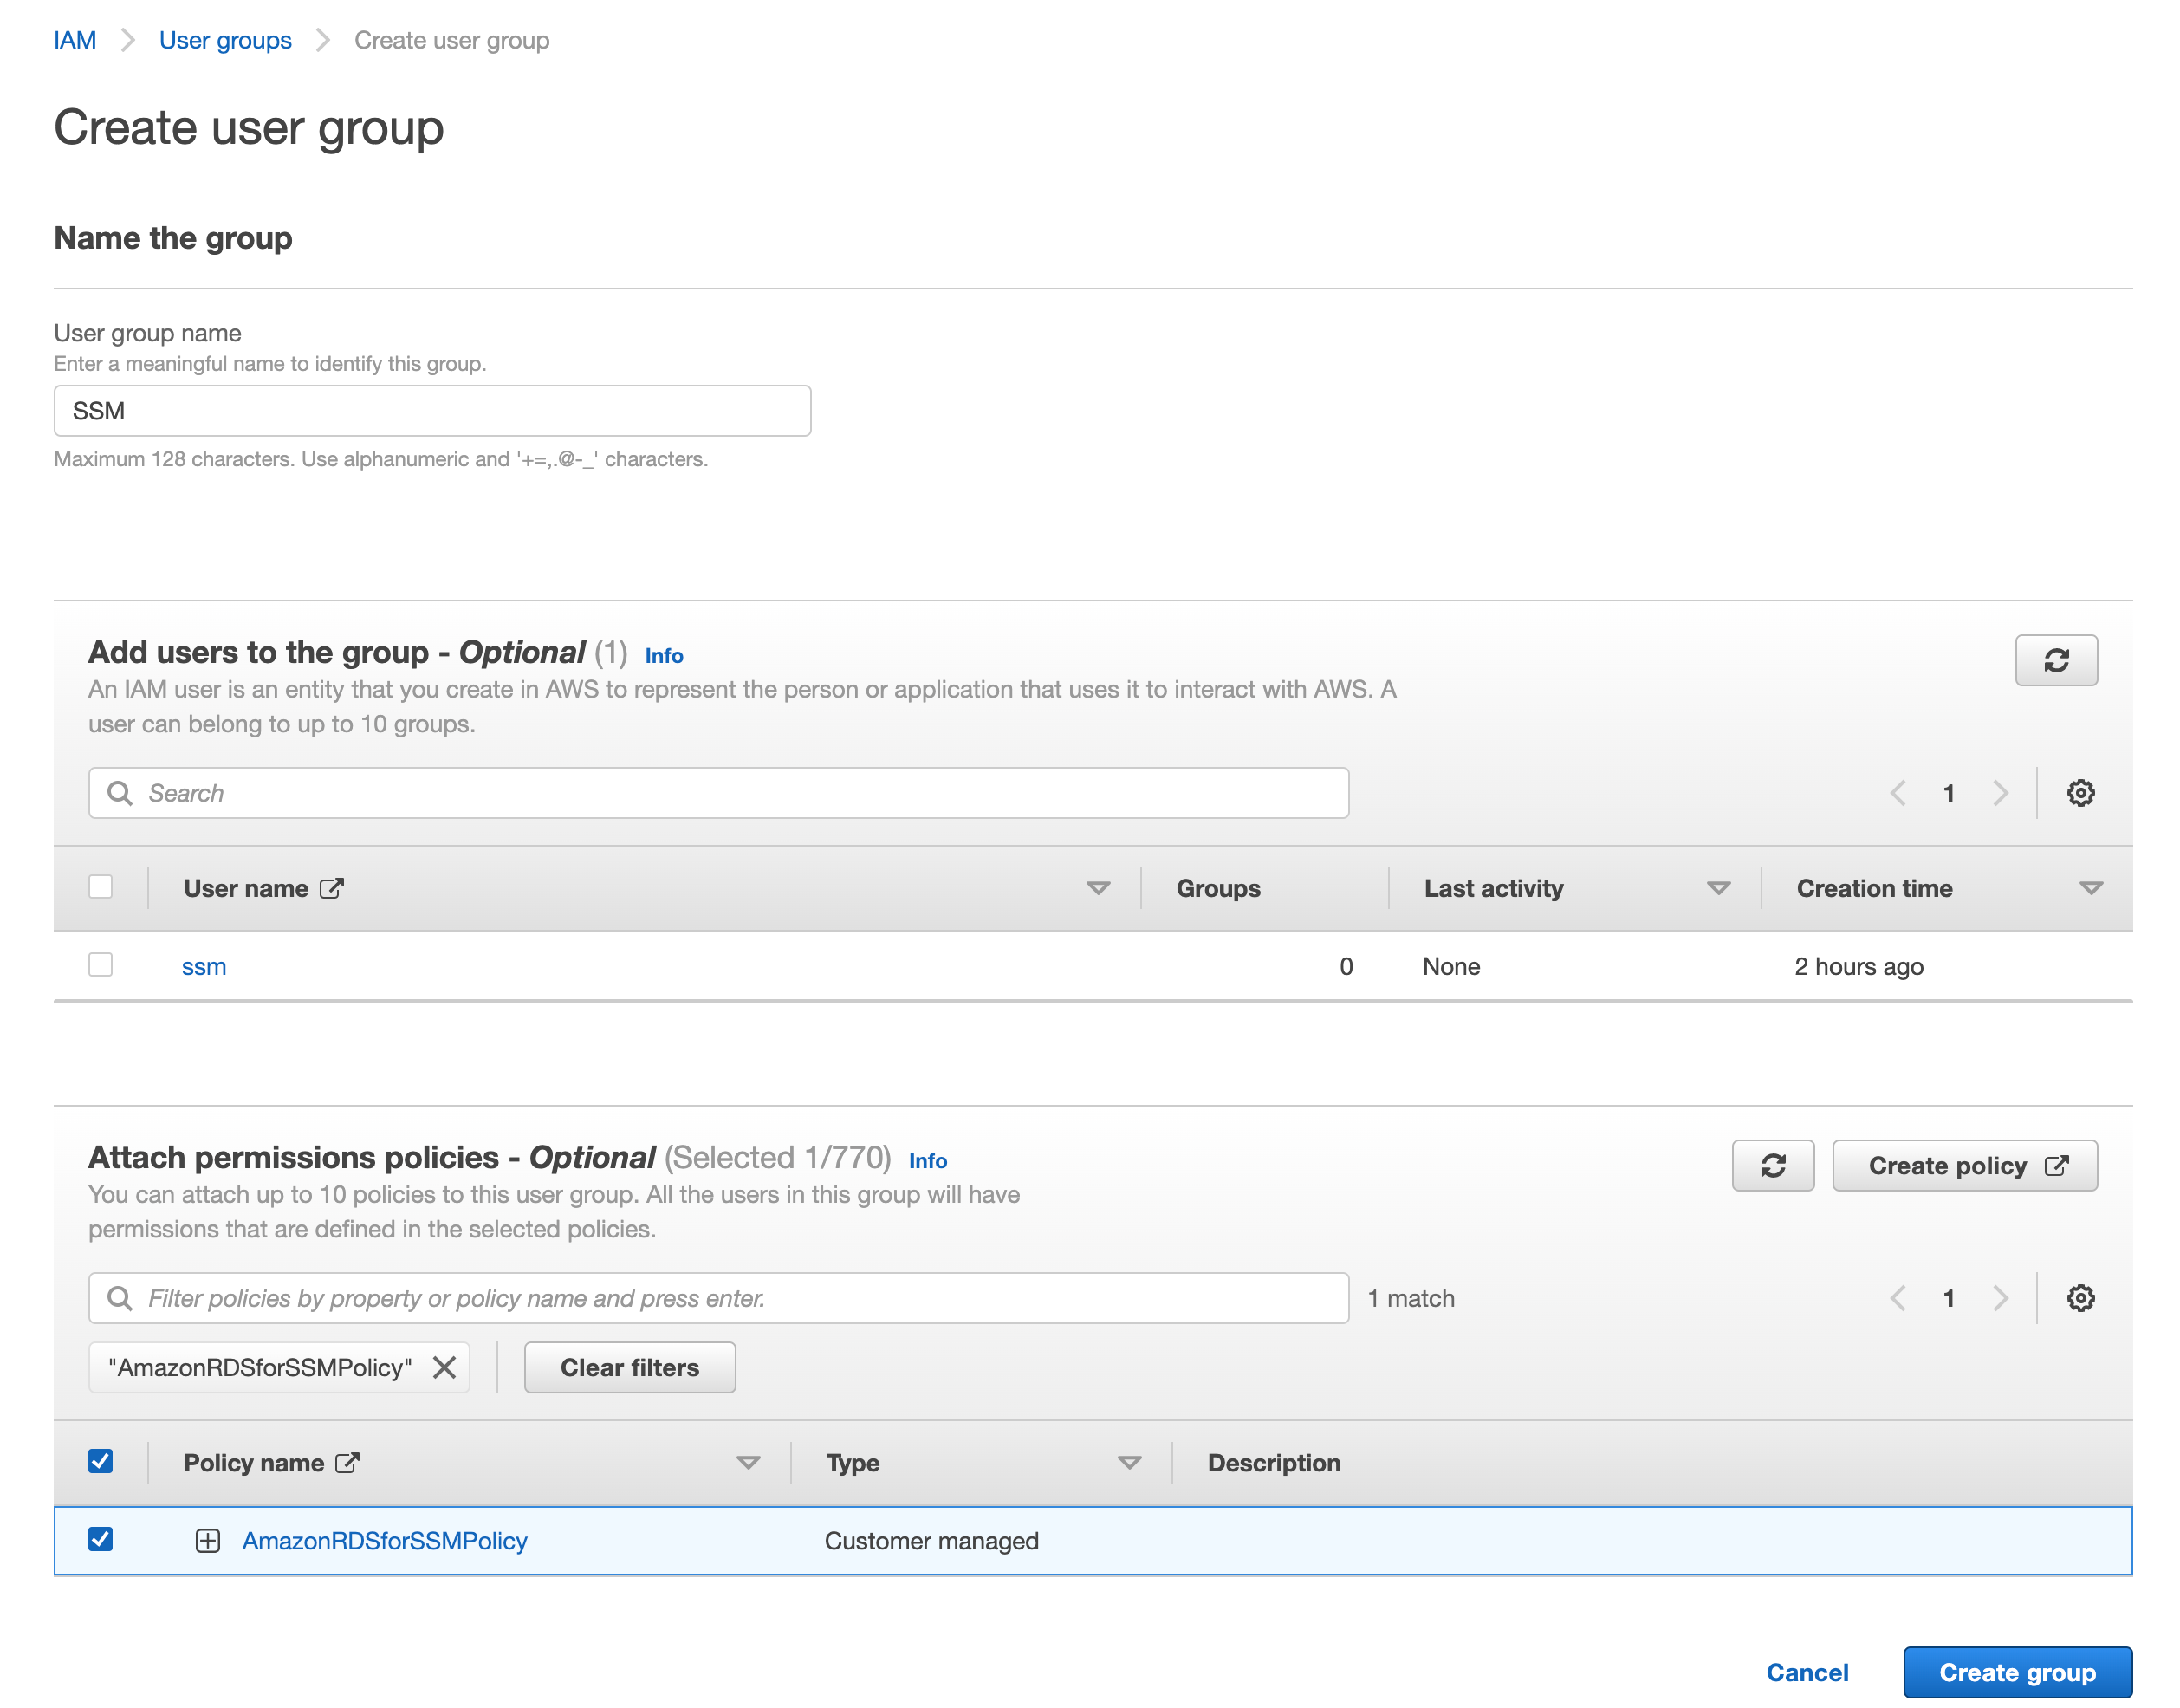 IAM > User groups > Create user group
Create user group
Name the group
User group name
Enter a meaningful name to identify this group.
SSM
Maximum 128 characters. Use alphanumeric and '+=,.@-_' characters.
Add users to the group - Optional (1) Info
An IAM user is an entity that you create in AWS to represent the person or application that uses it to interact with AWS. A
user can belong to up to 10 groups.
Search
1
User name Groups Last activity Creation time
ssm 0 None 2 hours ago
Attach permissions policies - Optional (Selected 1/770) Info
Create policy
You can attach up to 10 policies to this user group. All the users in this group will have
permissions that are defined in the selected policies.
Filter policies by property or policy name and press enter. 1 match 1
"AmazonRDSforSSMPolicy" Clear filters
Policy name Type Description
AmazonRDSforSSMPolicy Customer managed
Cancel Create group